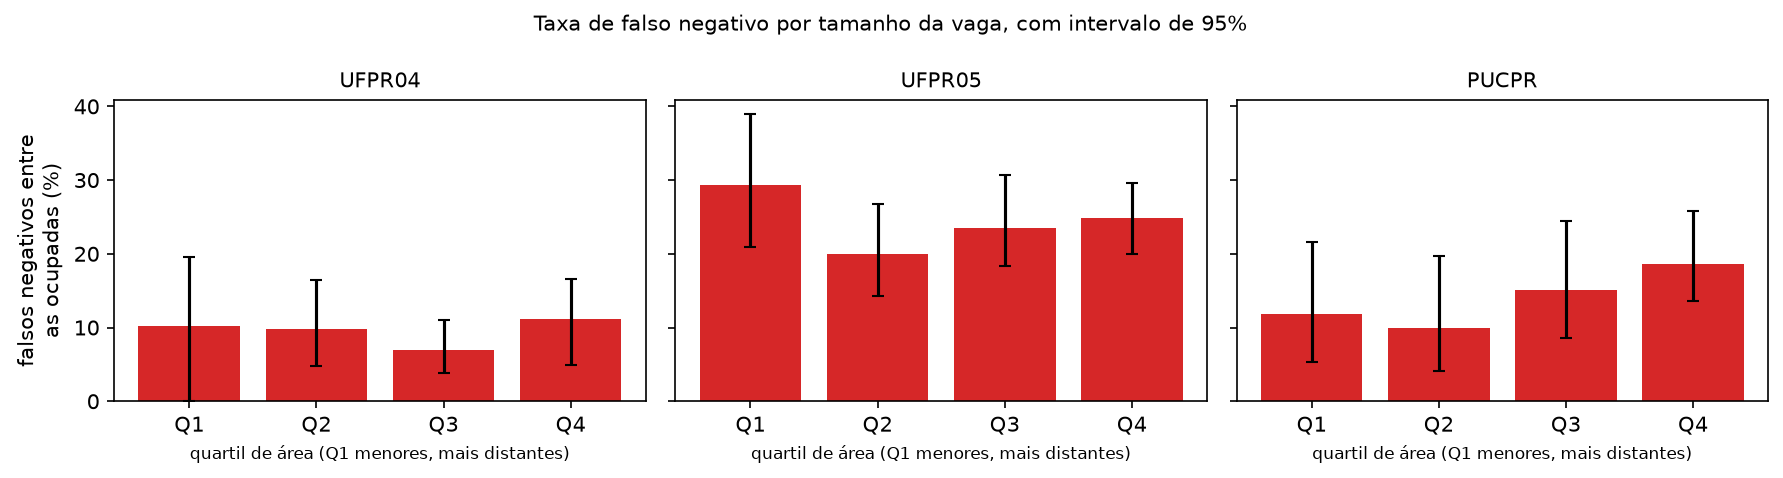 Taxa de falso negativo por tamanho da vaga, com intervalo de 95%
UFPR04
UFPR05
PUCPR
falsos negativos entre
as ocupadas (%)
40
30
20
10
0
Q1 Q2 Q3 Q4
Q1 Q2 Q3 Q4
Q1 Q2 Q3 Q4
quartil de área (Q1 menores, mais distantes)
quartil de área (Q1 menores, mais distantes)
quartil de área (Q1 menores, mais distantes)